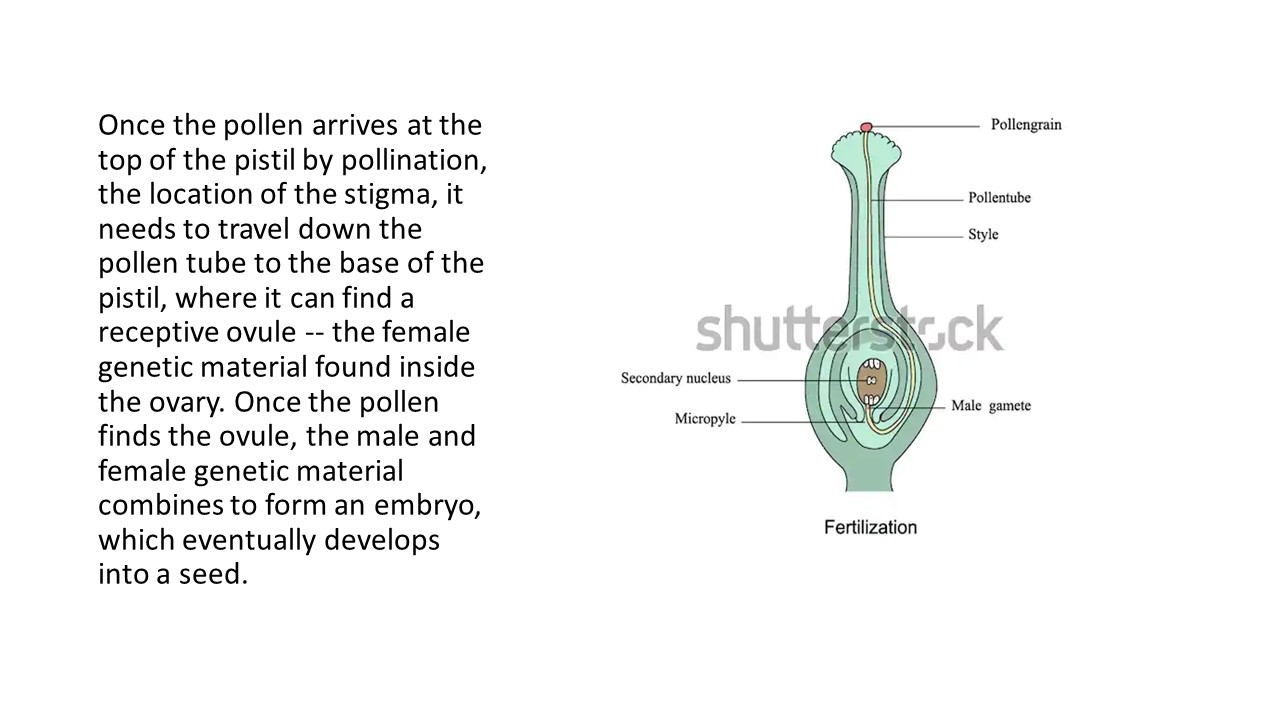 Once the pollen arrives at the
top of the pistil by pollination,
the location of the stigma, it
needs to travel down the
pollen tube to the base of the
pistil, where it can find a
receptive ovule -- the female
genetic material found inside
the ovary. Once the pollen
finds the ovule, the male and
female genetic material
combines to form an embryo,
which eventually develops
into a seed.
Pollengrain
Pollentube
Style
shutterstock
Secondary nucleus
Male gamete
Micropyle
Fertilization